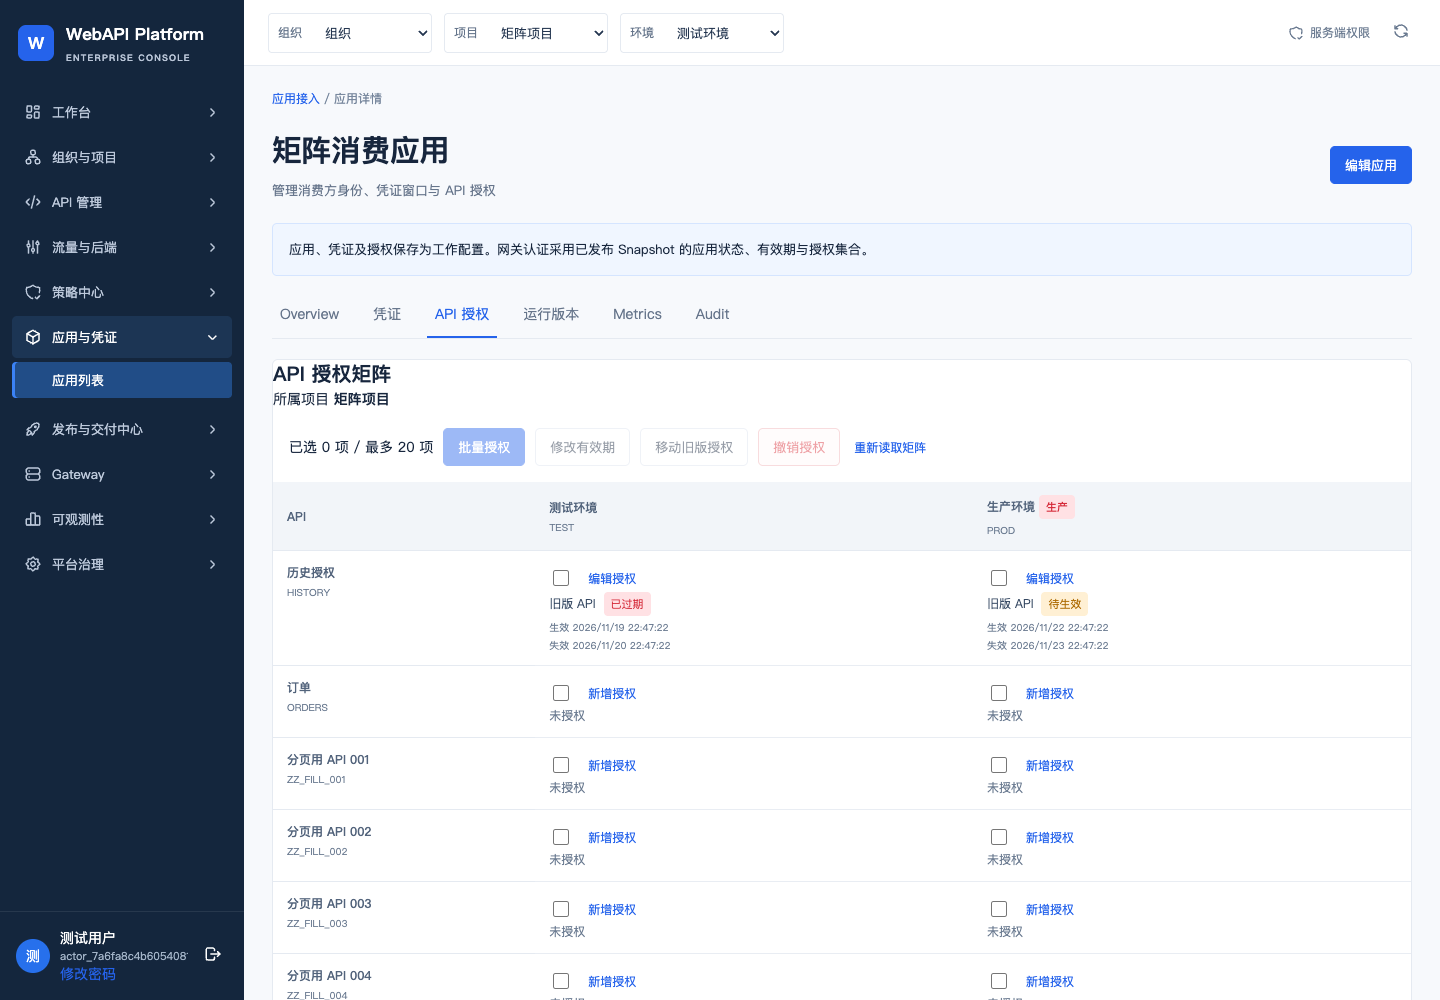 W
WebAPI Platform
ENTERPRISE CONSOLE
工作台
组织与项目
API 管理
流量与后端
策略中心
应用与凭证
应用列表
发布与交付中心
Gateway
可观测性
平台治理
测
测试用户
actor_7a6fa8c4b605408
修改密码
组织 组织
项目 矩阵项目
环境 测试环境
服务端权限
应用接入 / 应用详情
矩阵消费应用
管理消费方身份、凭证窗口与 API 授权
编辑应用
应用、凭证及授权保存为工作配置。网关认证采用已发布 Snapshot 的应用状态、有效期与授权集合。
Overview 凭证 API 授权 运行版本 Metrics Audit
API 授权矩阵
所属项目 矩阵项目
已选 0 项 / 最多 20 项 批量授权 修改有效期 移动旧版授权 撤销授权 重新读取矩阵
API
测试环境
TEST
生产环境 生产
PROD
历史授权
HISTORY
编辑授权
旧版 API 已过期
生效 2026/11/19 22:47:22
失效 2026/11/20 22:47:22
编辑授权
旧版 API 待生效
生效 2026/11/22 22:47:22
失效 2026/11/23 22:47:22
订单
ORDERS
新增授权
未授权
新增授权
未授权
分页用 API 001
ZZ_FILL_001
新增授权
未授权
新增授权
未授权
分页用 API 002
ZZ_FILL_002
新增授权
未授权
新增授权
未授权
分页用 API 003
ZZ_FILL_003
新增授权
未授权
新增授权
未授权
分页用 API 004
ZZ_FILL_004
新增授权
新增授权